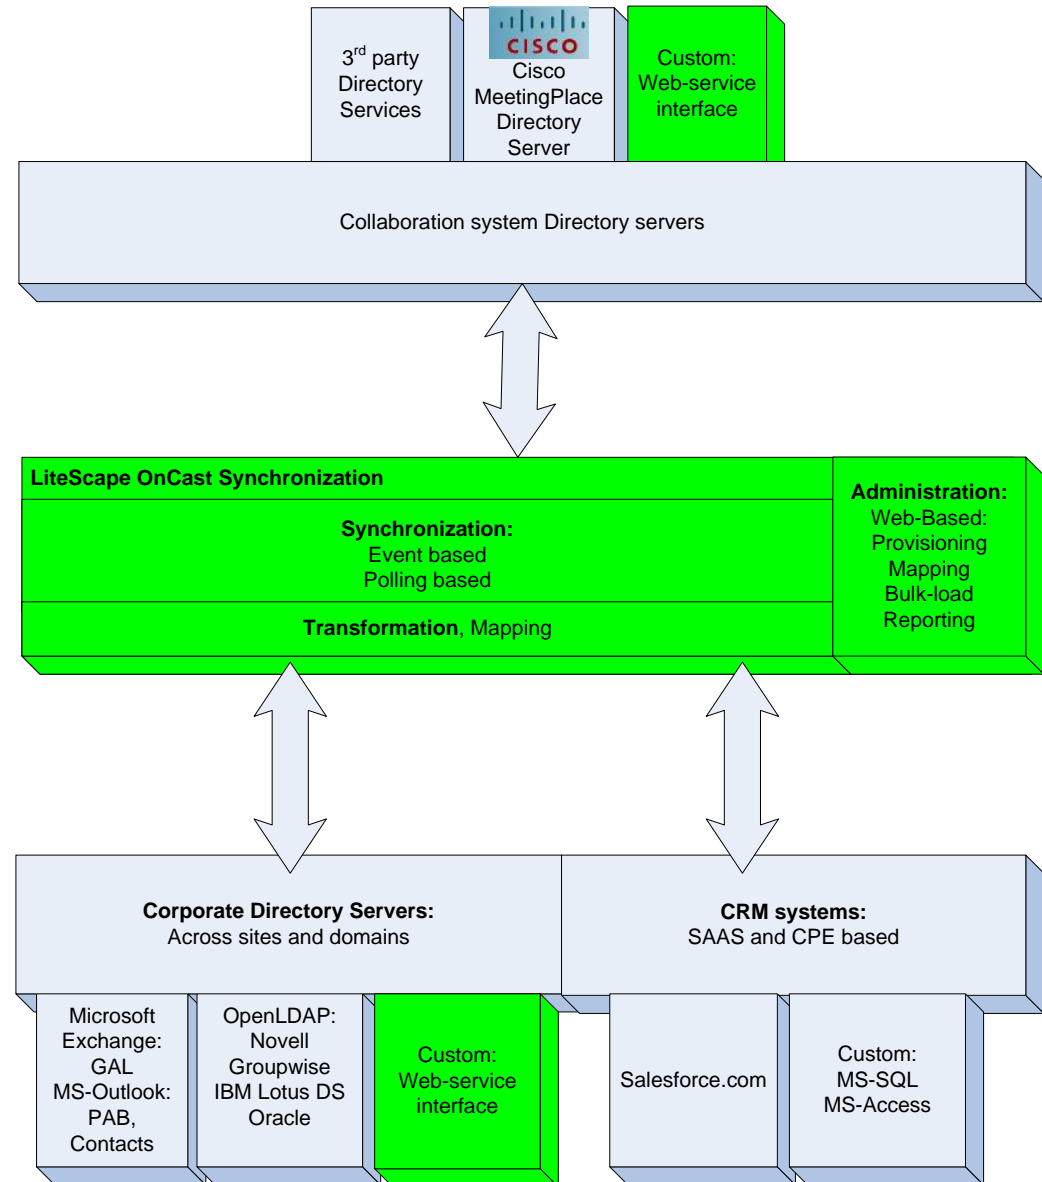 3rd party
Directory
Services
CISCO
Cisco
MeetingPlace
Directory
Server
Custom:
Web-service
interface
Collaboration system Directory servers
LiteScape OnCast Synchronization
Synchronization:
Event based
Polling based
Transformation, Mapping
Administration:
Web-Based:
Provisioning
Mapping
Bulk-load
Reporting
Corporate Directory Servers:
Across sites and domains
CRM systems:
SAAS and CPE based
Microsoft
Exchange:
GAL
MS-Outlook:
PAB,
Contacts
OpenLDAP:
Novell
Groupwise
IBM Lotus DS
Oracle
Custom:
Web-service
interface
Salesforce.com
Custom:
MS-SQL
MS-Access